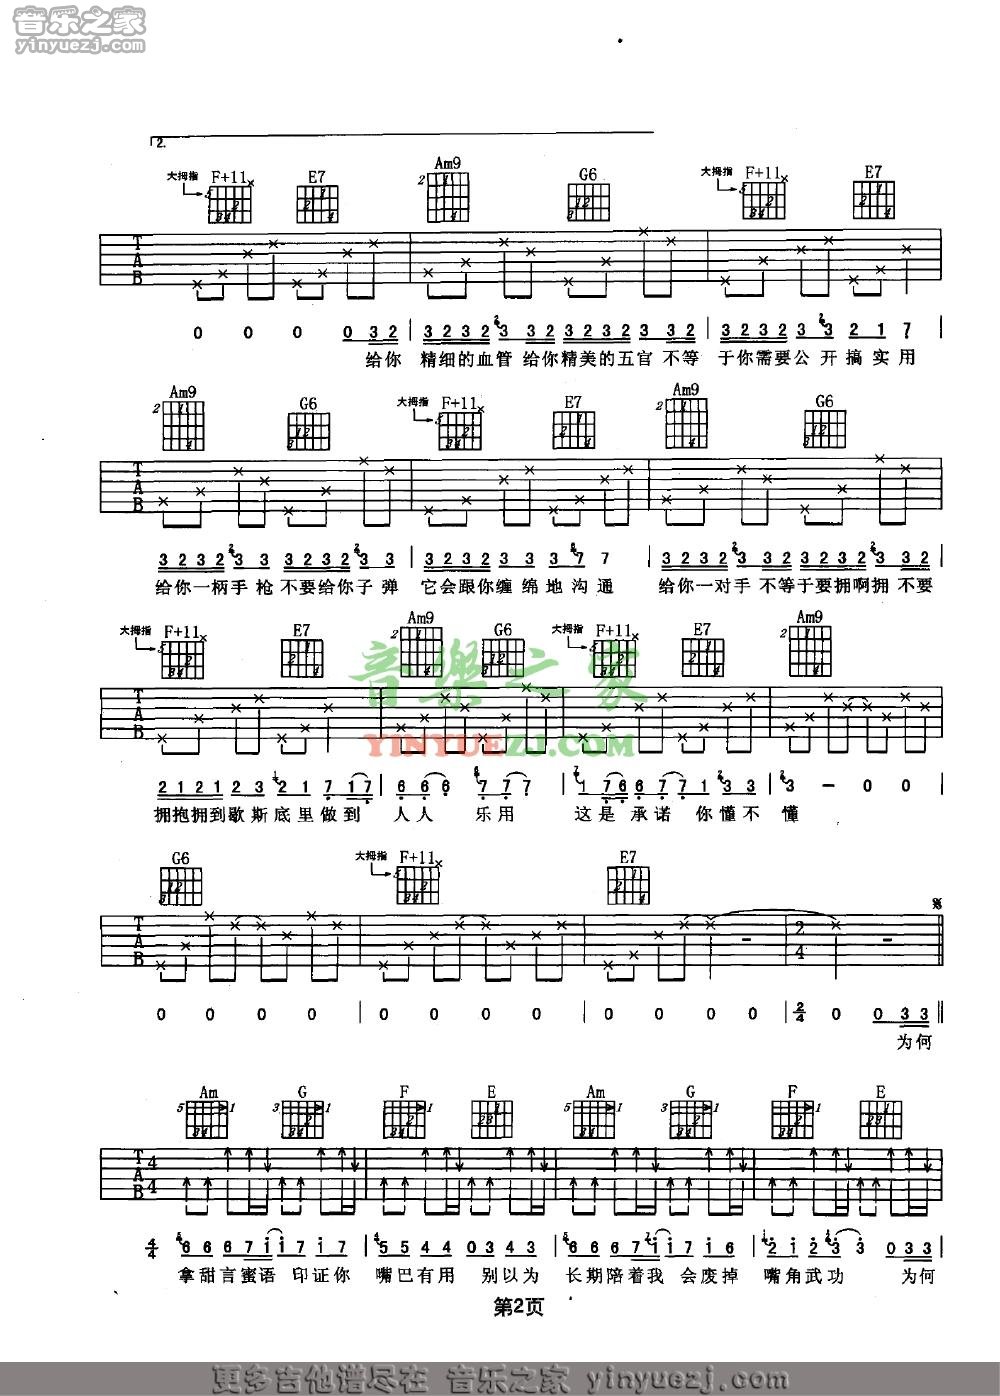 音乐之家
yinyuezj.com
2.
大拇指 F+11 E7 Am9 G6 大拇指 F+11 E7
T A B
0 0 0 0 3 2 | 3 2 3 2 3 3 2 3 2 3 2 3 3 2 | 3 2 3 2 3 3 2 1 7 |
给你 精细的血管 给你精美的五官 不等 于你需要公开搞实用
Am9 G6 大拇指 F+11 E7 Am9 G6
T A B
3 2 3 2 3 3 3 2 3 2 3 3 | 3 2 3 2 3 3 3 7 7 | 3 2 3 2 3 3 3 2 3 2 3 3 2 |
给你一柄手枪 不要给你子弹 它会跟你缠绵地沟通 给你一对手 不等于要拥啊拥 不要
大拇指 F+11 E7 Am9 G6 大拇指 F+11 E7 Am9
T A B
音樂之家
YINYUEZJ.COM
2 1 2 1 2 3 2 1 7 1 7 | 6 6 6 7 7 7 | 1 7 6 6 7 7 1 3 3 | 3 - 0 0 |
拥抱拥到歇斯底里做到 人人 乐用 这是 承诺 你懂不 懂
G6 大拇指 F+11 E7
T A B 2 4
0 0 0 0 | 0 0 0 0 | 0 0 0 0 | 2/4 0 0 3 3
为何
Am G F E Am G F E
T A B 4 4
4/4 6 6 6 7 i i 7 i 7 | 5 5 4 4 0 3 4 3 | 6 6 6 7 i i 7 i 6 | 2 i 2 3 3 0 3 3 |
拿甜言蜜语 印证你 嘴巴有用 别以为 长期陪着我 会废掉 嘴角武功 为何
第2页
更多吉他谱尽在 音乐之家 yinyuezj.com